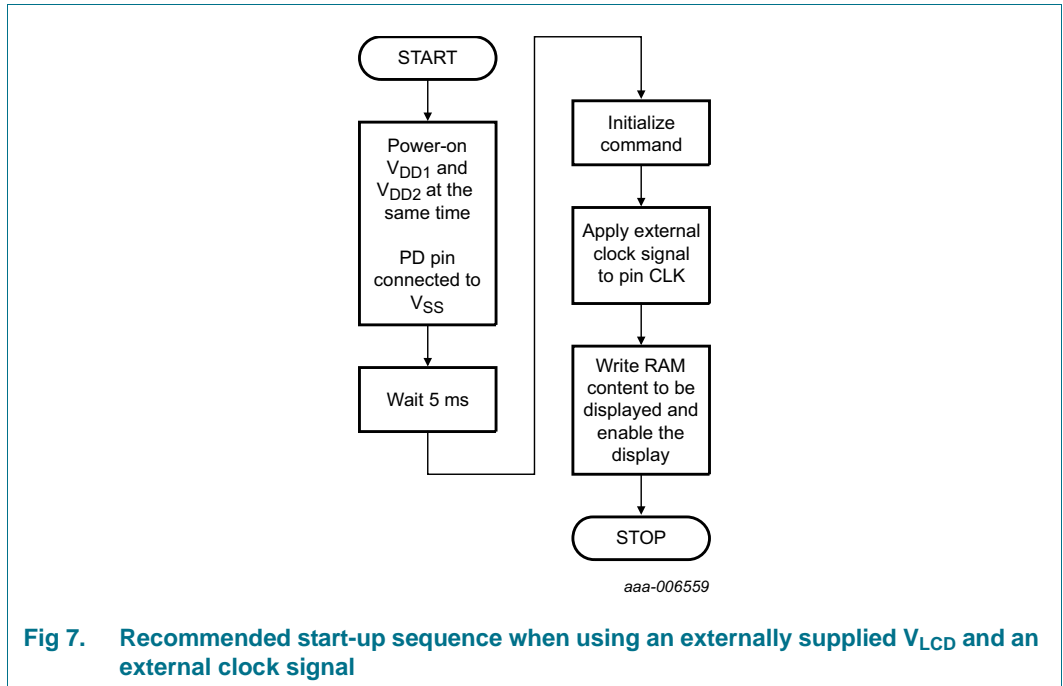 START
Power-on
VDD1 and
VDD2 at the
same time
PD pin
connected to
VSS
Wait 5 ms
Initialize
command
Apply external
clock signal
to pin CLK
Write RAM
content to be
displayed and
enable the
display
STOP
aaa-006559
Fig 7. Recommended start-up sequence when using an externally supplied VLCD and an
external clock signal